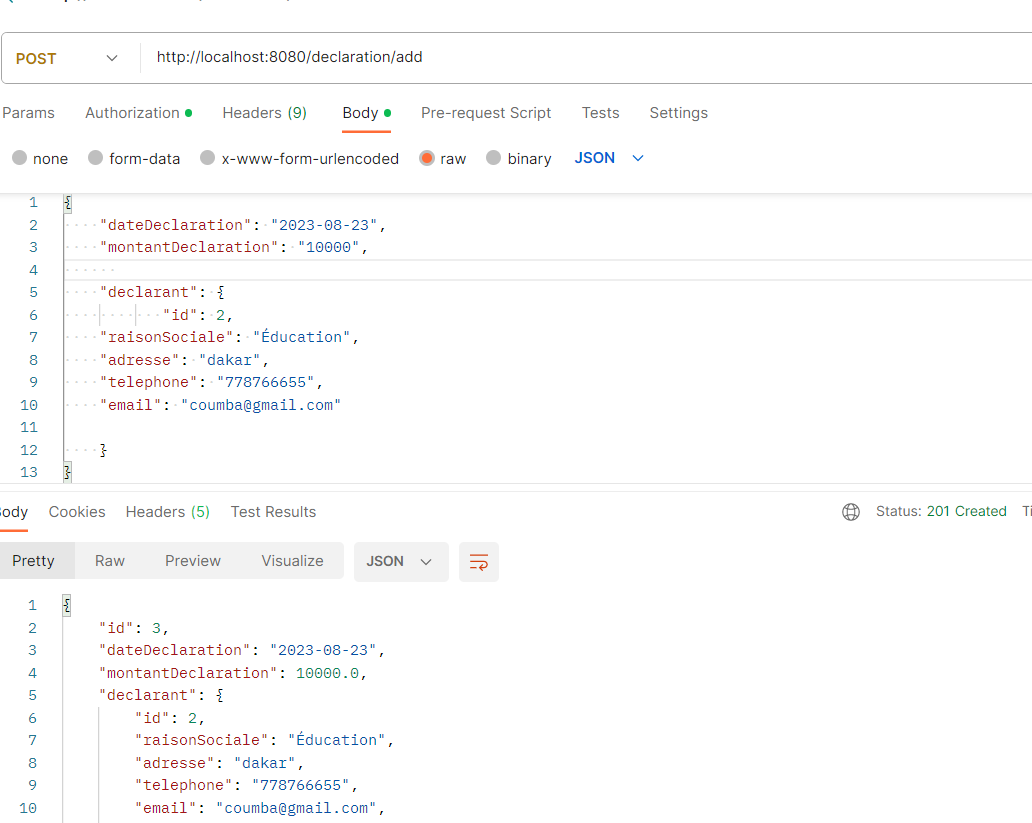 POST http://localhost:8080/declaration/add
Params Authorization Headers (9) Body Pre-request Script Tests Settings
none form-data x-www-form-urlencoded raw binary JSON
1 {
2 "dateDeclaration": "2023-08-23",
3 "montantDeclaration": "10000",
4
5 "declarant": {
6 "id": 2,
7 "raisonSociale": "Éducation",
8 "adresse": "dakar",
9 "telephone": "778766655",
10 "email": "coumba@gmail.com"
11
12 }
13 }
Body Cookies Headers (5) Test Results Status: 201 Created
Pretty Raw Preview Visualize JSON
1 {
2 "id": 3,
3 "dateDeclaration": "2023-08-23",
4 "montantDeclaration": 10000.0,
5 "declarant": {
6 "id": 2,
7 "raisonSociale": "Éducation",
8 "adresse": "dakar",
9 "telephone": "778766655",
10 "email": "coumba@gmail.com",